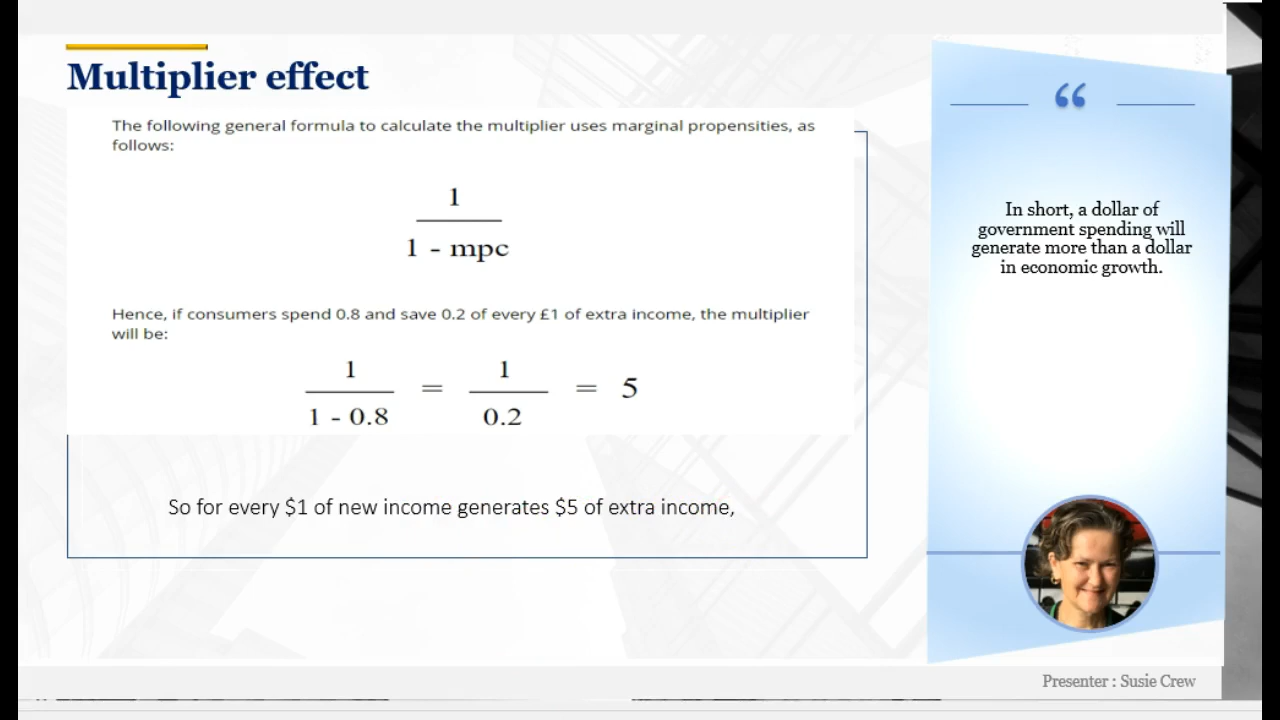 Multiplier effect
The following general formula to calculate the multiplier uses marginal propensities, as
follows:
1
1 - mpc
Hence, if consumers spend 0.8 and save 0.2 of every £1 of extra income, the multiplier
will be:
1 1
= = 5
1 - 0.8 0.2
So for every $1 of new income generates $5 of extra income,
“
In short, a dollar of
government spending will
generate more than a dollar
in economic growth.
Presenter : Susie Crew